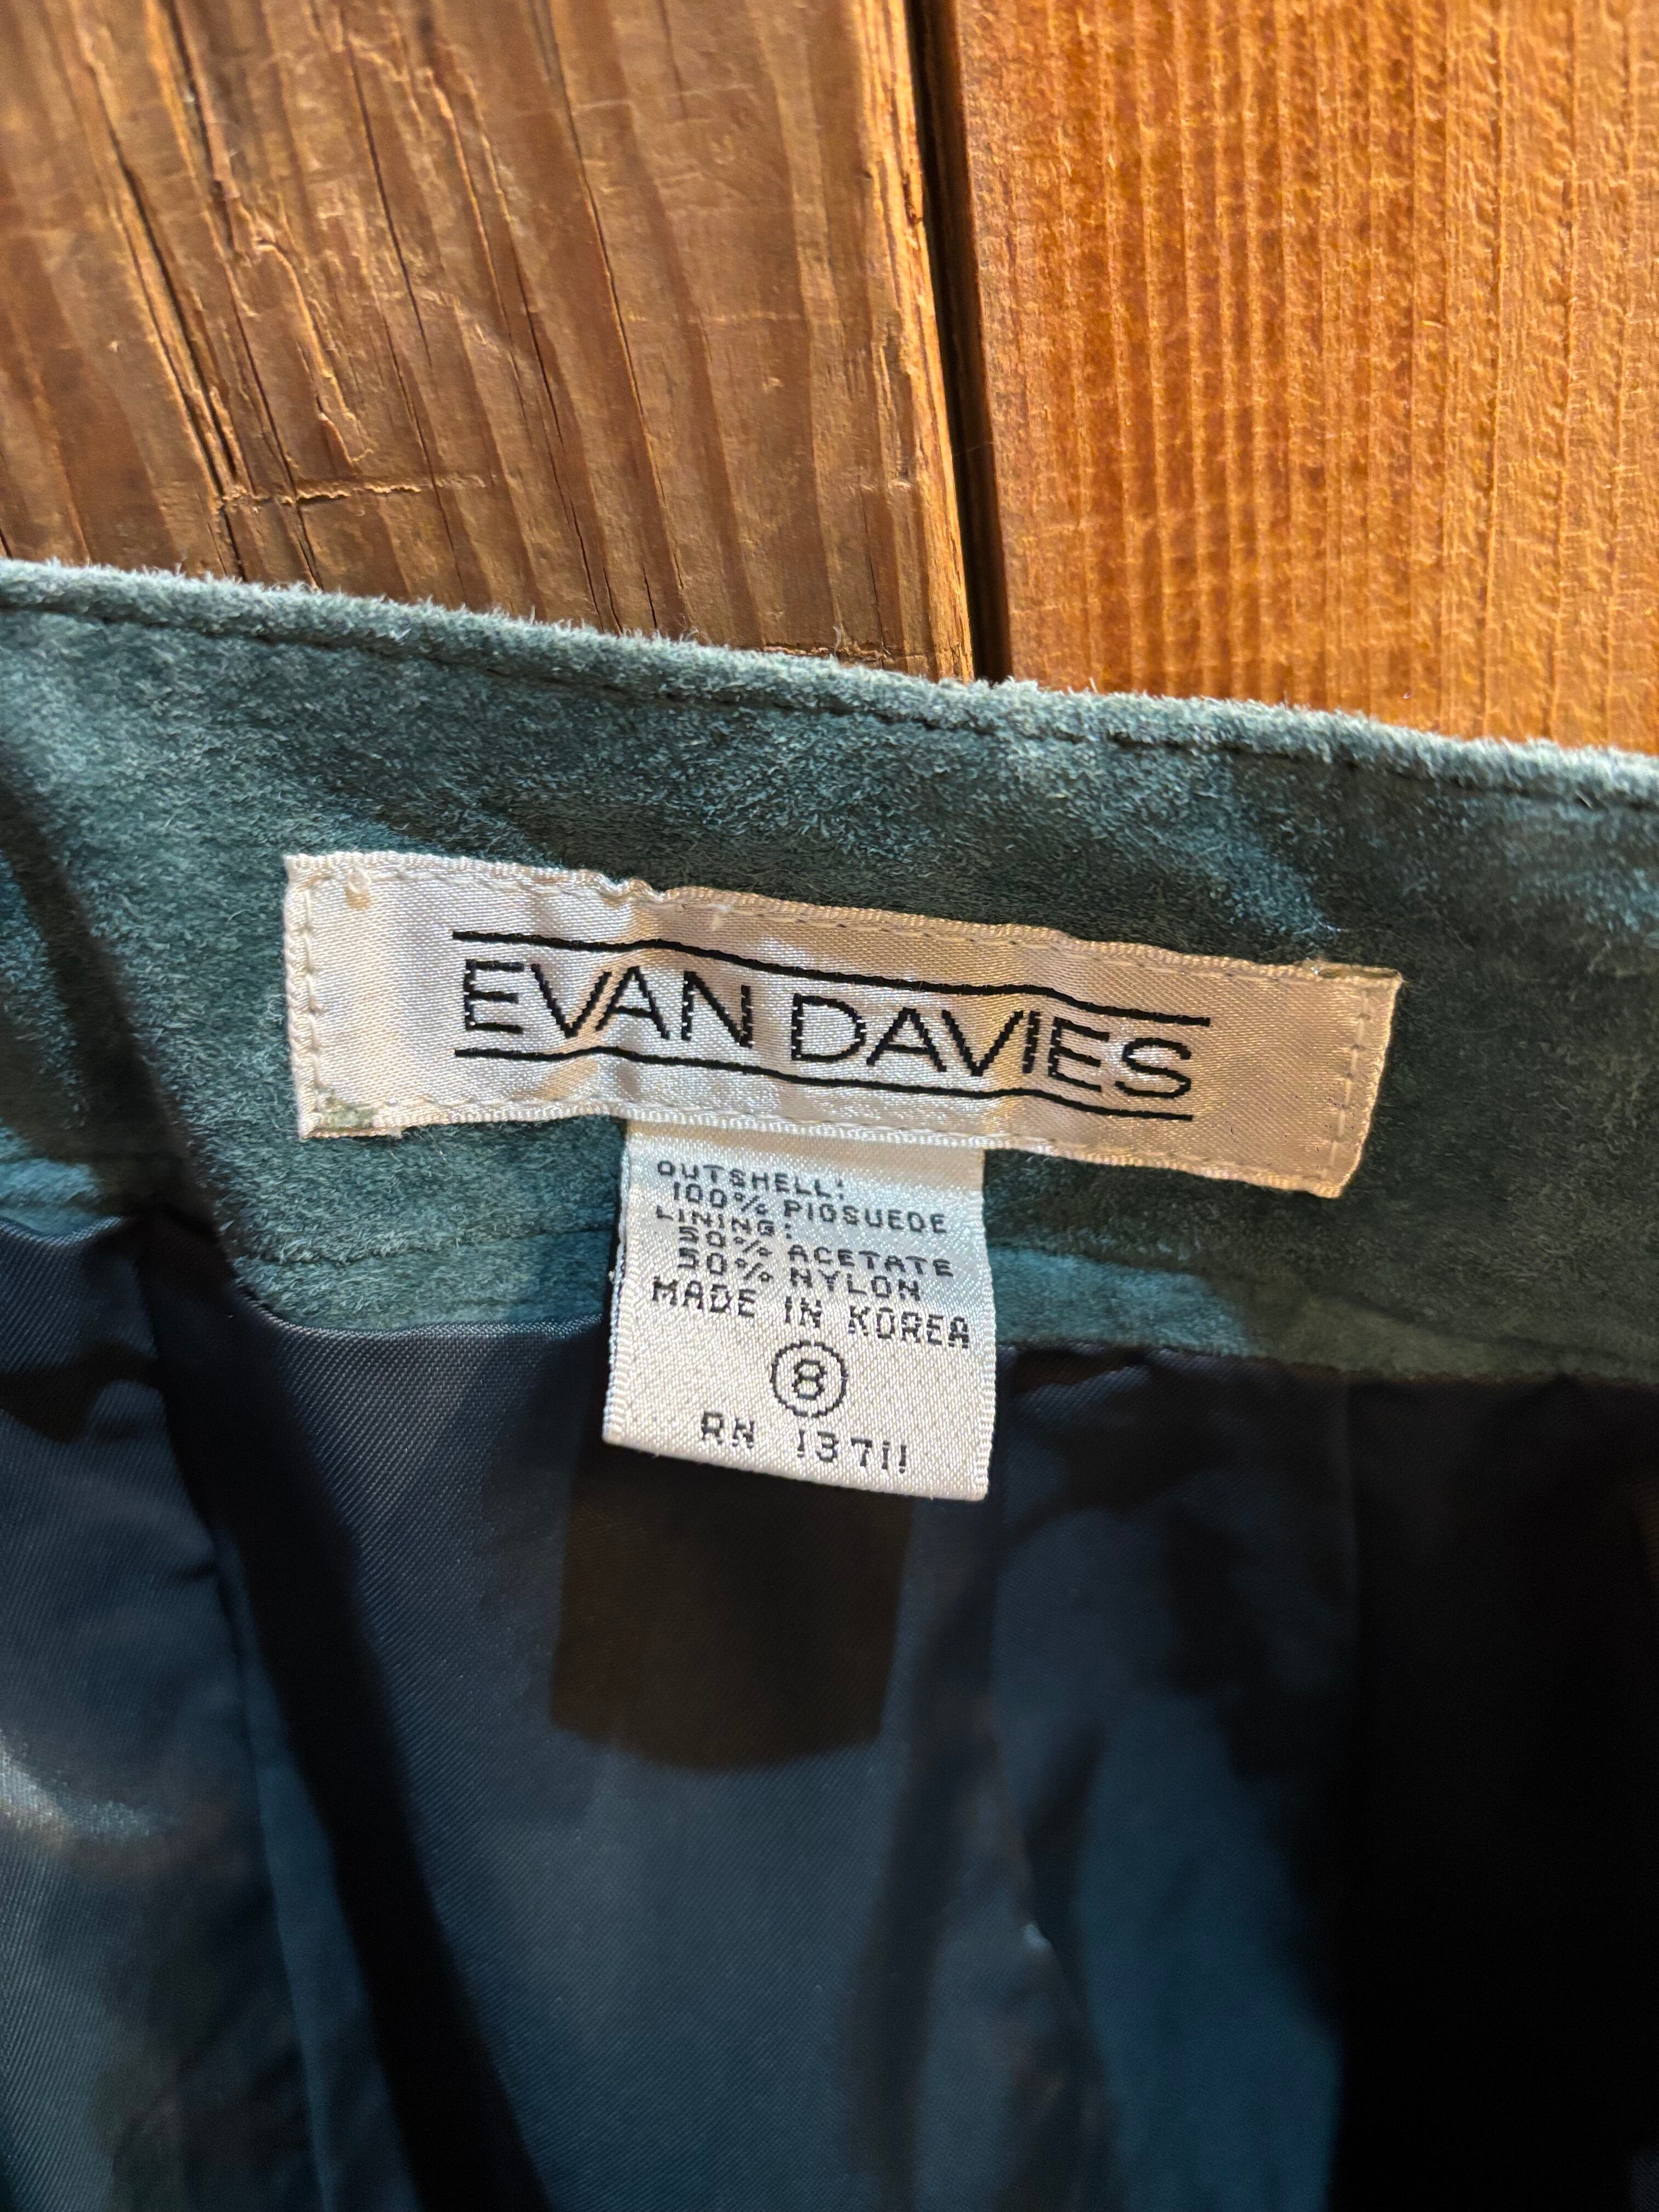 EVAN DAVIES
OUTSHELL:
100% PIGSUEDE
LINING:
50% ACETATE
50% NYLON
MADE IN KOREA
8
RN 13711